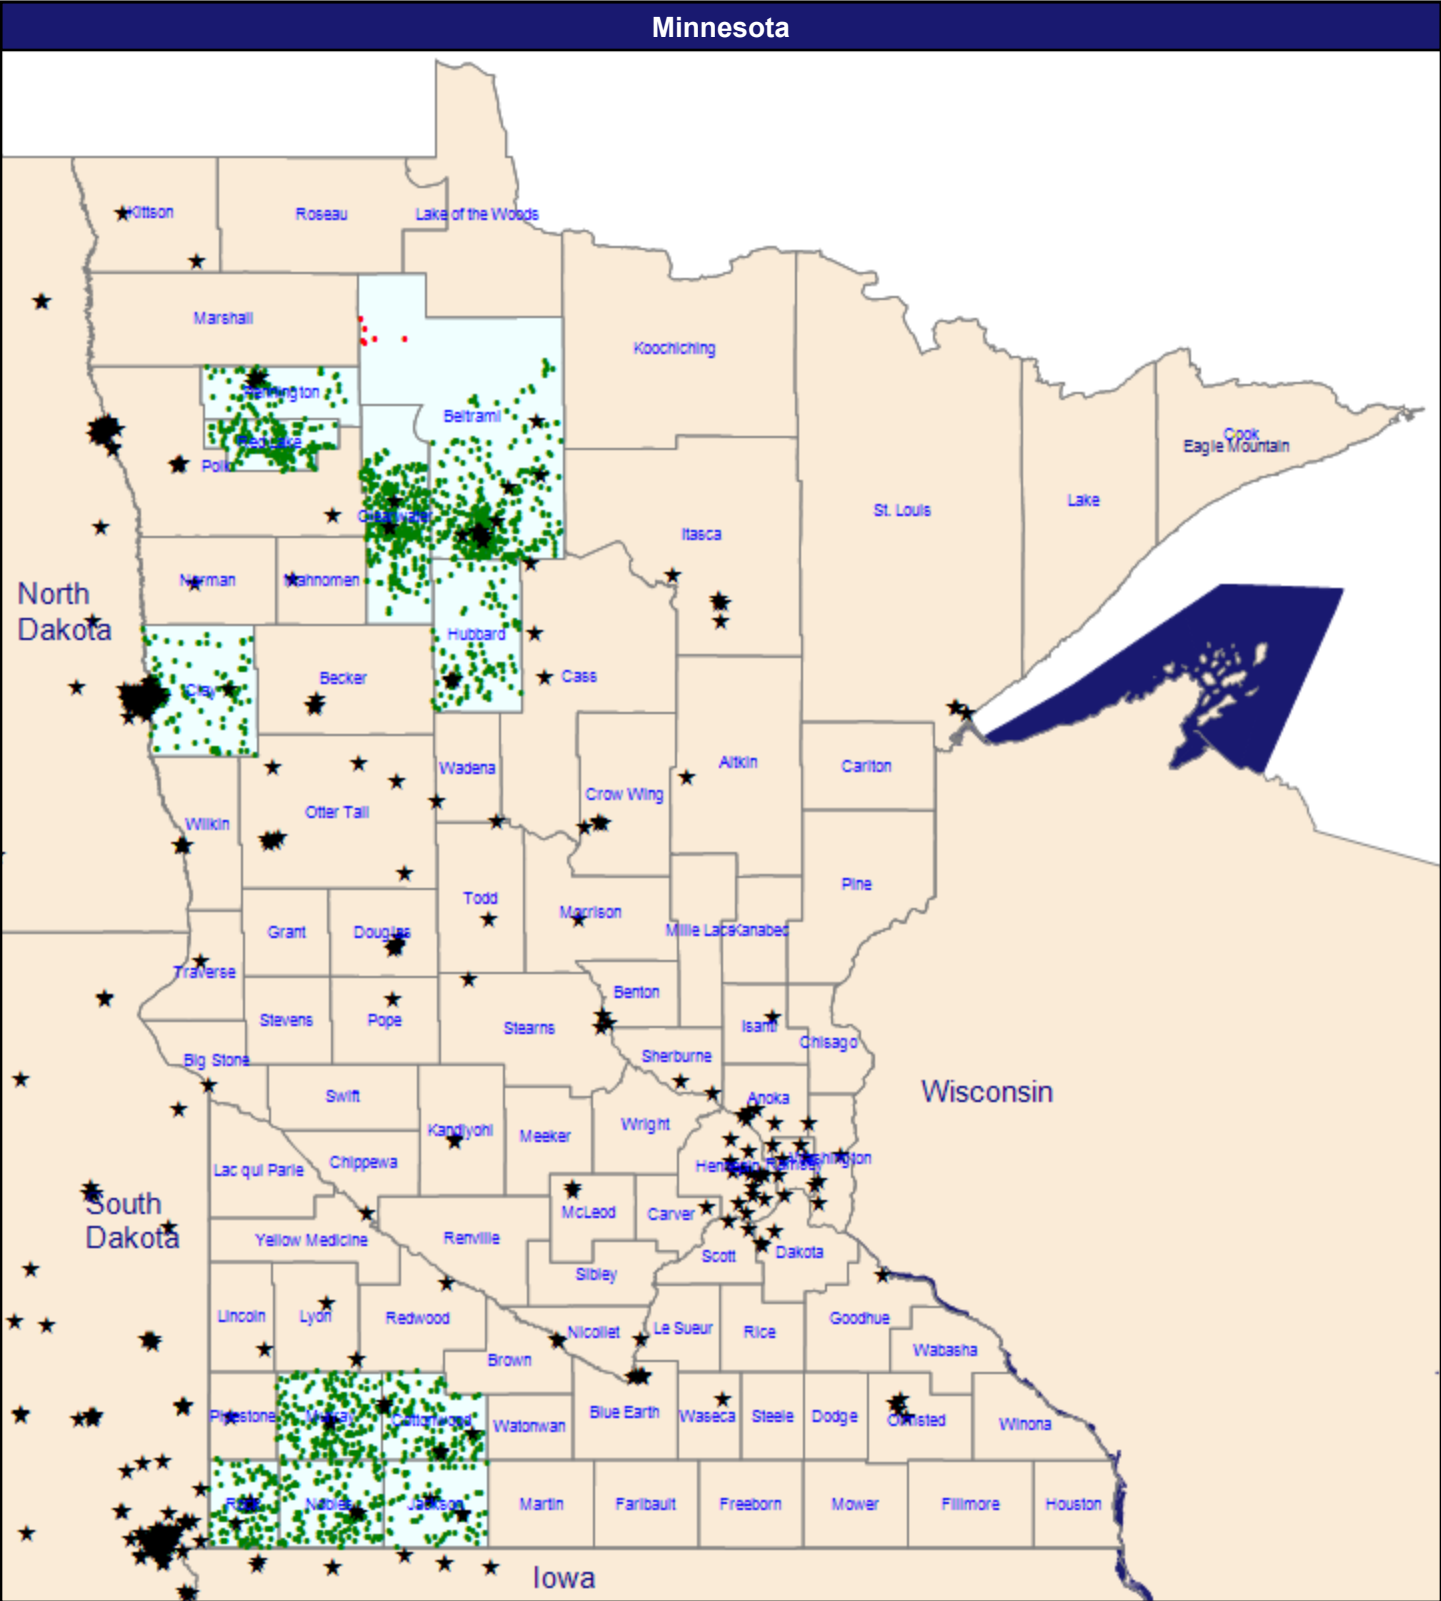 Minnesota
Kittson
Roseau
Lake of the Woods
Marshall
Koochiching
Pennington
Beltrami
Red Lake
Polk
Cook
Eagle Mountain
Lake
St. Louis
Clearwater
Itasca
Norman
Mahnomen
North
Dakota
Hubbard
Clay
Becker
Cass
Wadena
Aitkin
Carlton
Crow Wing
Otter Tail
Wilkin
Pine
Todd
Morrison
Grant
Douglas
Mille Lacs
Kanabec
Traverse
Benton
Stevens
Pope
Stearns
Isanti
Chisago
Big Stone
Sherburne
Swift
Anoka
Wisconsin
Kandiyohi
Meeker
Wright
Lac qui Parle
Chippewa
Hennepin
Ramsey
Washington
South
Dakota
McLeod
Carver
Yellow Medicine
Renville
Scott
Dakota
Sibley
Lincoln
Lyon
Redwood
Nicollet
Le Sueur
Rice
Goodhue
Wabasha
Brown
Pipestone
Murray
Cottonwood
Watonwan
Blue Earth
Waseca
Steele
Dodge
Olmsted
Winona
Rock
Nobles
Jackson
Martin
Faribault
Freeborn
Mower
Fillmore
Houston
Iowa